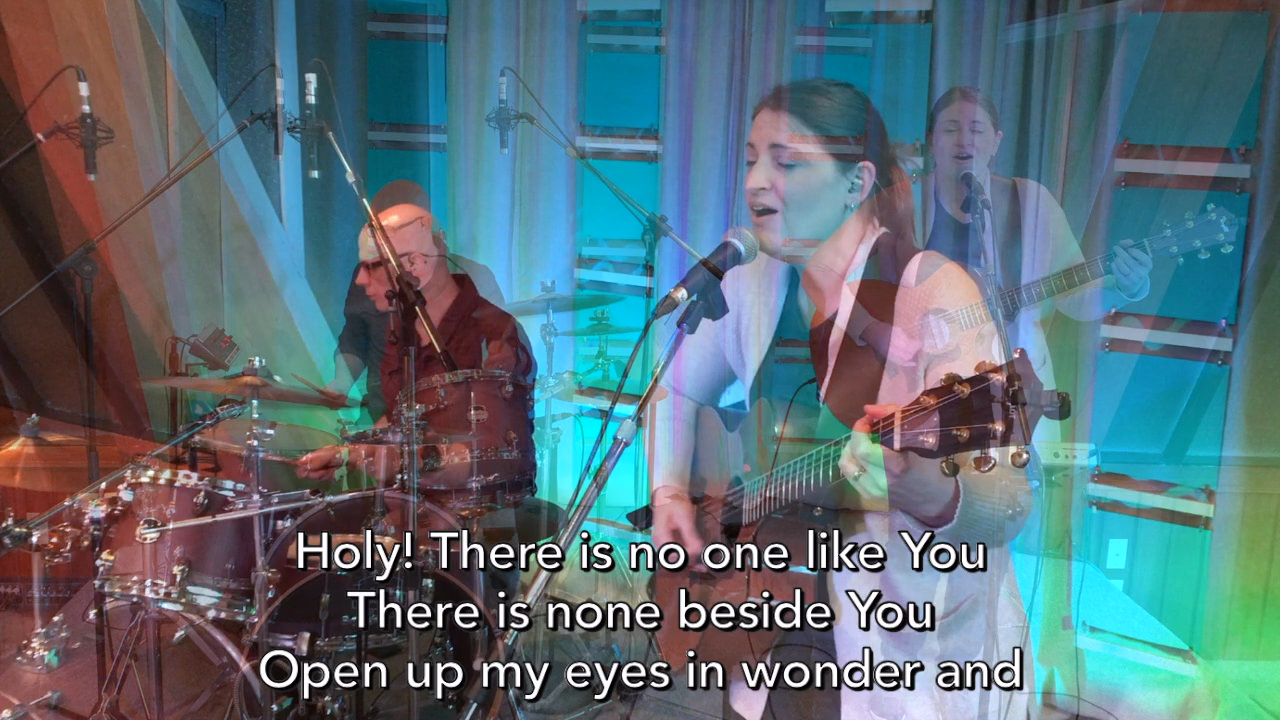 Holy! There is no one like You
There is none beside You
Open up my eyes in wonder and